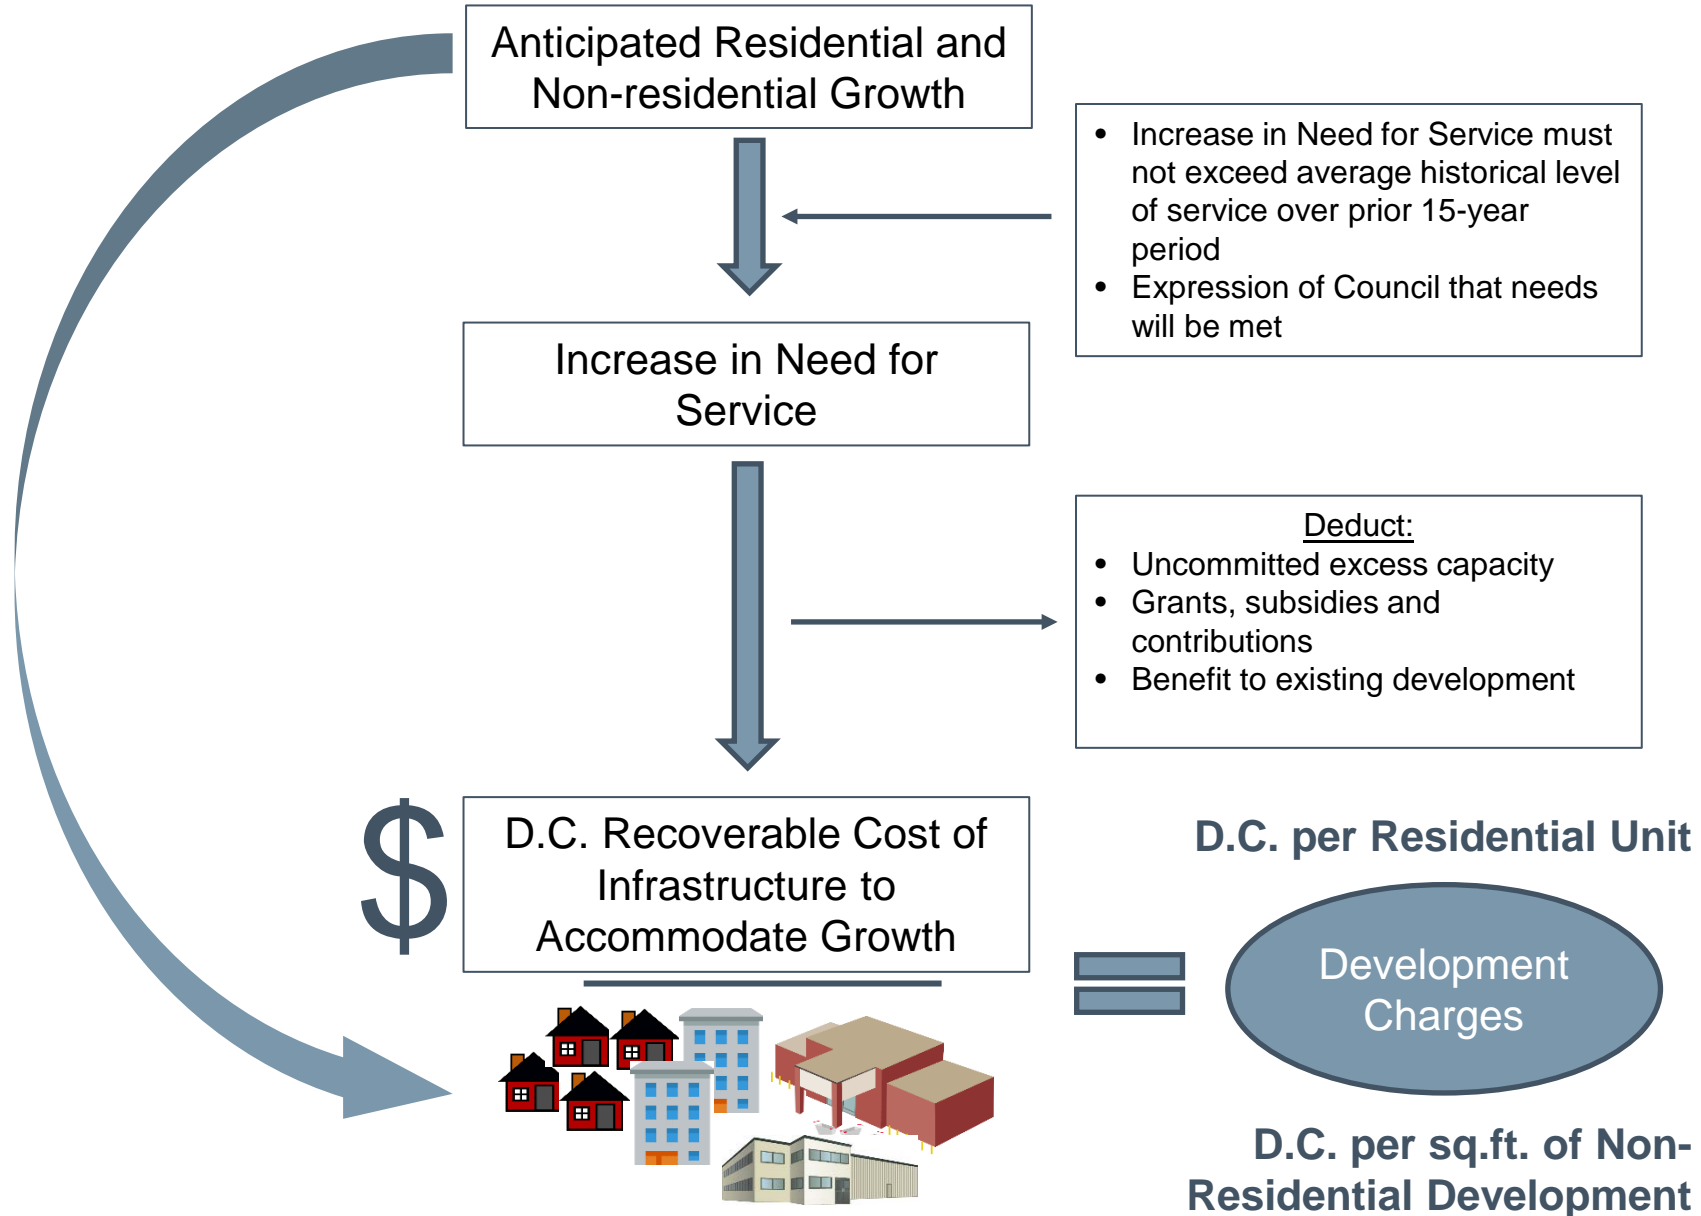 Anticipated Residential and
Non-residential Growth
• Increase in Need for Service must
not exceed average historical level
of service over prior 15-year
period
• Expression of Council that needs
will be met
Increase in Need for
Service
Deduct:
• Uncommitted excess capacity
• Grants, subsidies and
contributions
• Benefit to existing development
$
D.C. Recoverable Cost of
Infrastructure to
Accommodate Growth
D.C. per Residential Unit
=
Development
Charges
D.C. per sq.ft. of Non-
Residential Development